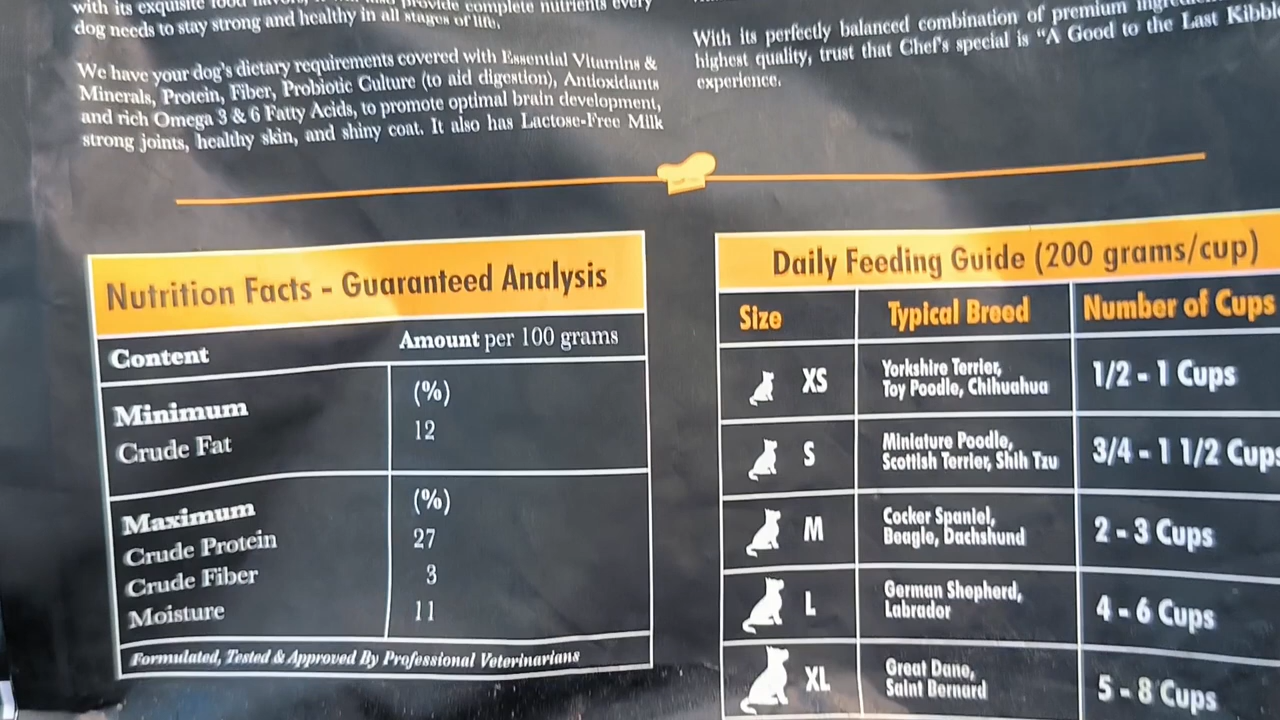 with its exquisite food
provide complete nutrients every
dog needs to stay strong and healthy in all stages of life.
We have your dog's dietary requirements covered with Essential Vitamins &
Minerals, Protein, Fiber, Probiotic Culture (to aid digestion), Antioxidants
and rich Omega 3 & 6 Fatty Acids, to promote optimal brain development,
strong joints, healthy skin, and shiny coat. It also has Lactose-Free Milk
With its perfectly balanced combination of premium
highest quality, trust that Chef's special is "A Good to the Last Kibbl
experience.
Nutrition Facts - Guaranteed Analysis
Content Amount per 100 grams
Minimum (%)
Crude Fat 12
Maximum (%)
Crude Protein 27
Crude Fiber 3
Moisture 11
Formulated, Tested & Approved By Professional Veterinarians
Daily Feeding Guide (200 grams/cup)
Size Typical Breed Number of Cups
XS Yorkshire Terrier,
Toy Poodle, Chihuahua 1/2 - 1 Cups
S Miniature Poodle,
Scottish Terrier, Shih Tzu 3/4 - 1 1/2 Cups
M Cocker Spaniel,
Beagle, Dachshund 2 - 3 Cups
L German Shepherd,
Labrador 4 - 6 Cups
XL Great Dane,
Saint Bernard 5 - 8 Cups